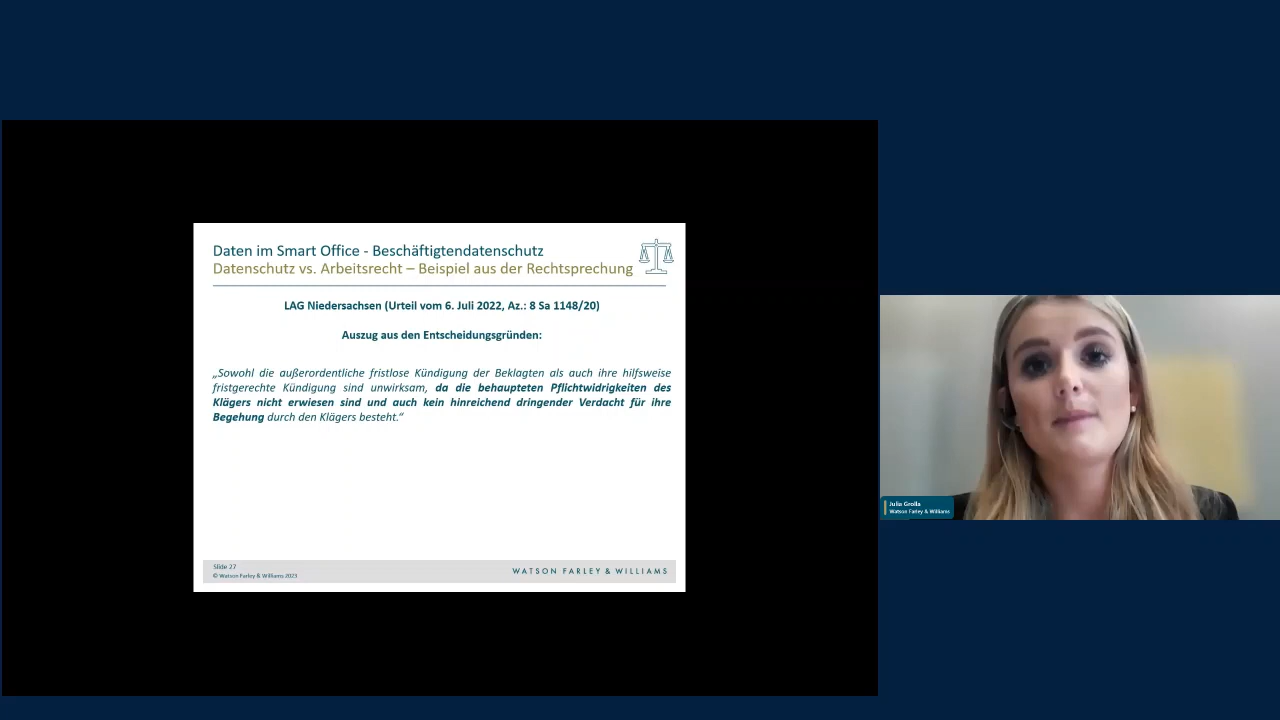 Daten im Smart Office - Beschäftigtendatenschutz
Datenschutz vs. Arbeitsrecht – Beispiel aus der Rechtsprechung
LAG Niedersachsen (Urteil vom 6. Juli 2022, Az.: 8 Sa 1148/20)
Auszug aus den Entscheidungsgründen:
„Sowohl die außerordentliche fristlose Kündigung der Beklagten als auch ihre hilfsweise
fristgerechte Kündigung sind unwirksam, da die behaupteten Pflichtwidrigkeiten des
Klägers nicht erwiesen sind und auch kein hinreichend dringender Verdacht für ihre
Begehung durch den Klägers besteht.“
Slide 27
© Watson Farley & Williams 2023
WATSON FARLEY & WILLIAMS
Julia Grolla
Watson Farley & Williams